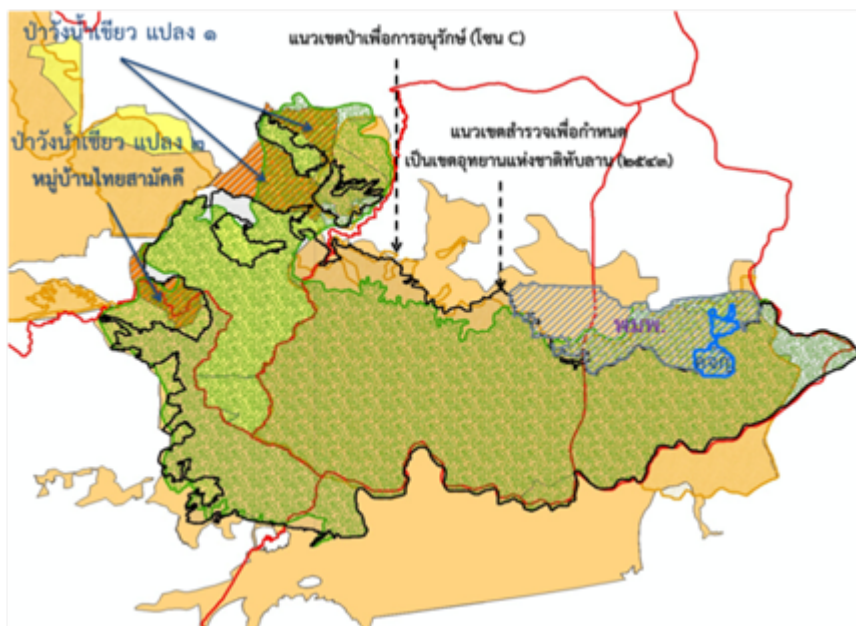 ป่าวังน้ำเขียว แปลง ๑
แนวเขตป่าเพื่อการอนุรักษ์ (โซน C)
ป่าวังน้ำเขียว แปลง ๒
หมู่บ้านไทยสามัคคี
แนวเขตสำรวจเพื่อกำหนด
เป็นเขตอุทยานแห่งชาติทับลาน (๒๕๔๓)
พมพ.
คจก.